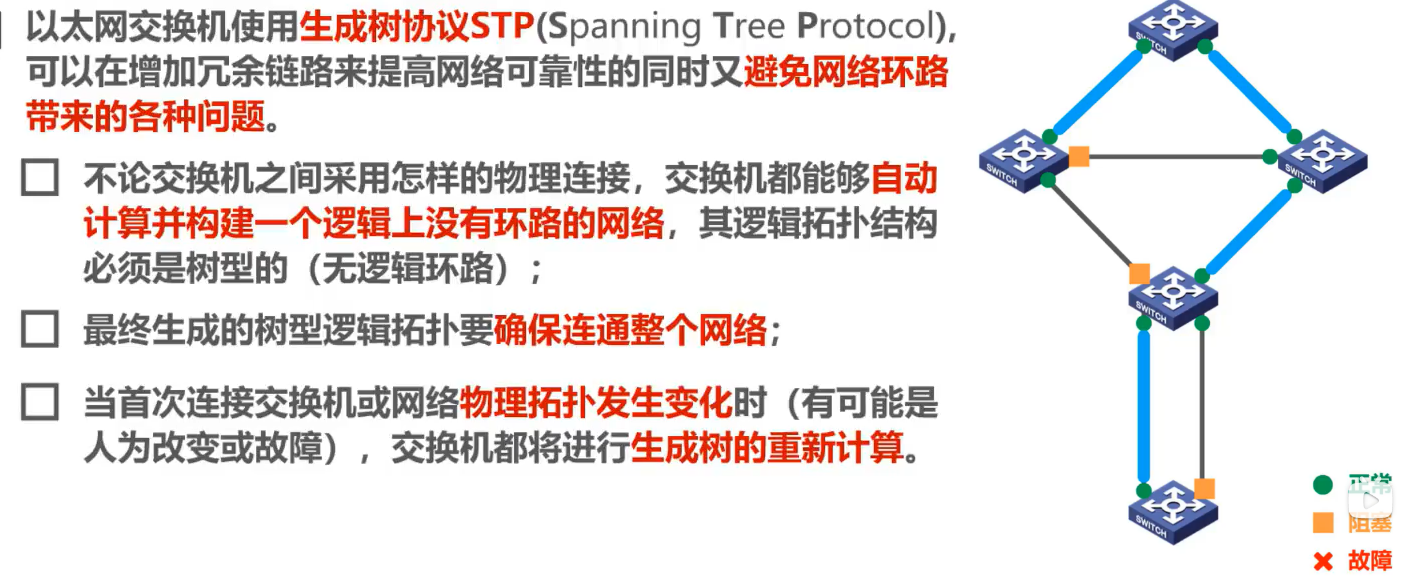 以太网交换机使用生成树协议STP(Spanning Tree Protocol),
可以在增加冗余链路来提高网络可靠性的同时又避免网络环路
带来的各种问题。
不论交换机之间采用怎样的物理连接，交换机都能够自动
计算并构建一个逻辑上没有环路的网络，其逻辑拓扑结构
必须是树型的（无逻辑环路）；
最终生成的树型逻辑拓扑要确保连通整个网络；
当首次连接交换机或网络物理拓扑发生变化时（有可能是
人为改变或故障），交换机都将进行生成树的重新计算。
SWITCH
SWITCH
SWITCH
SWITCH
SWITCH
正常
阻塞
故障